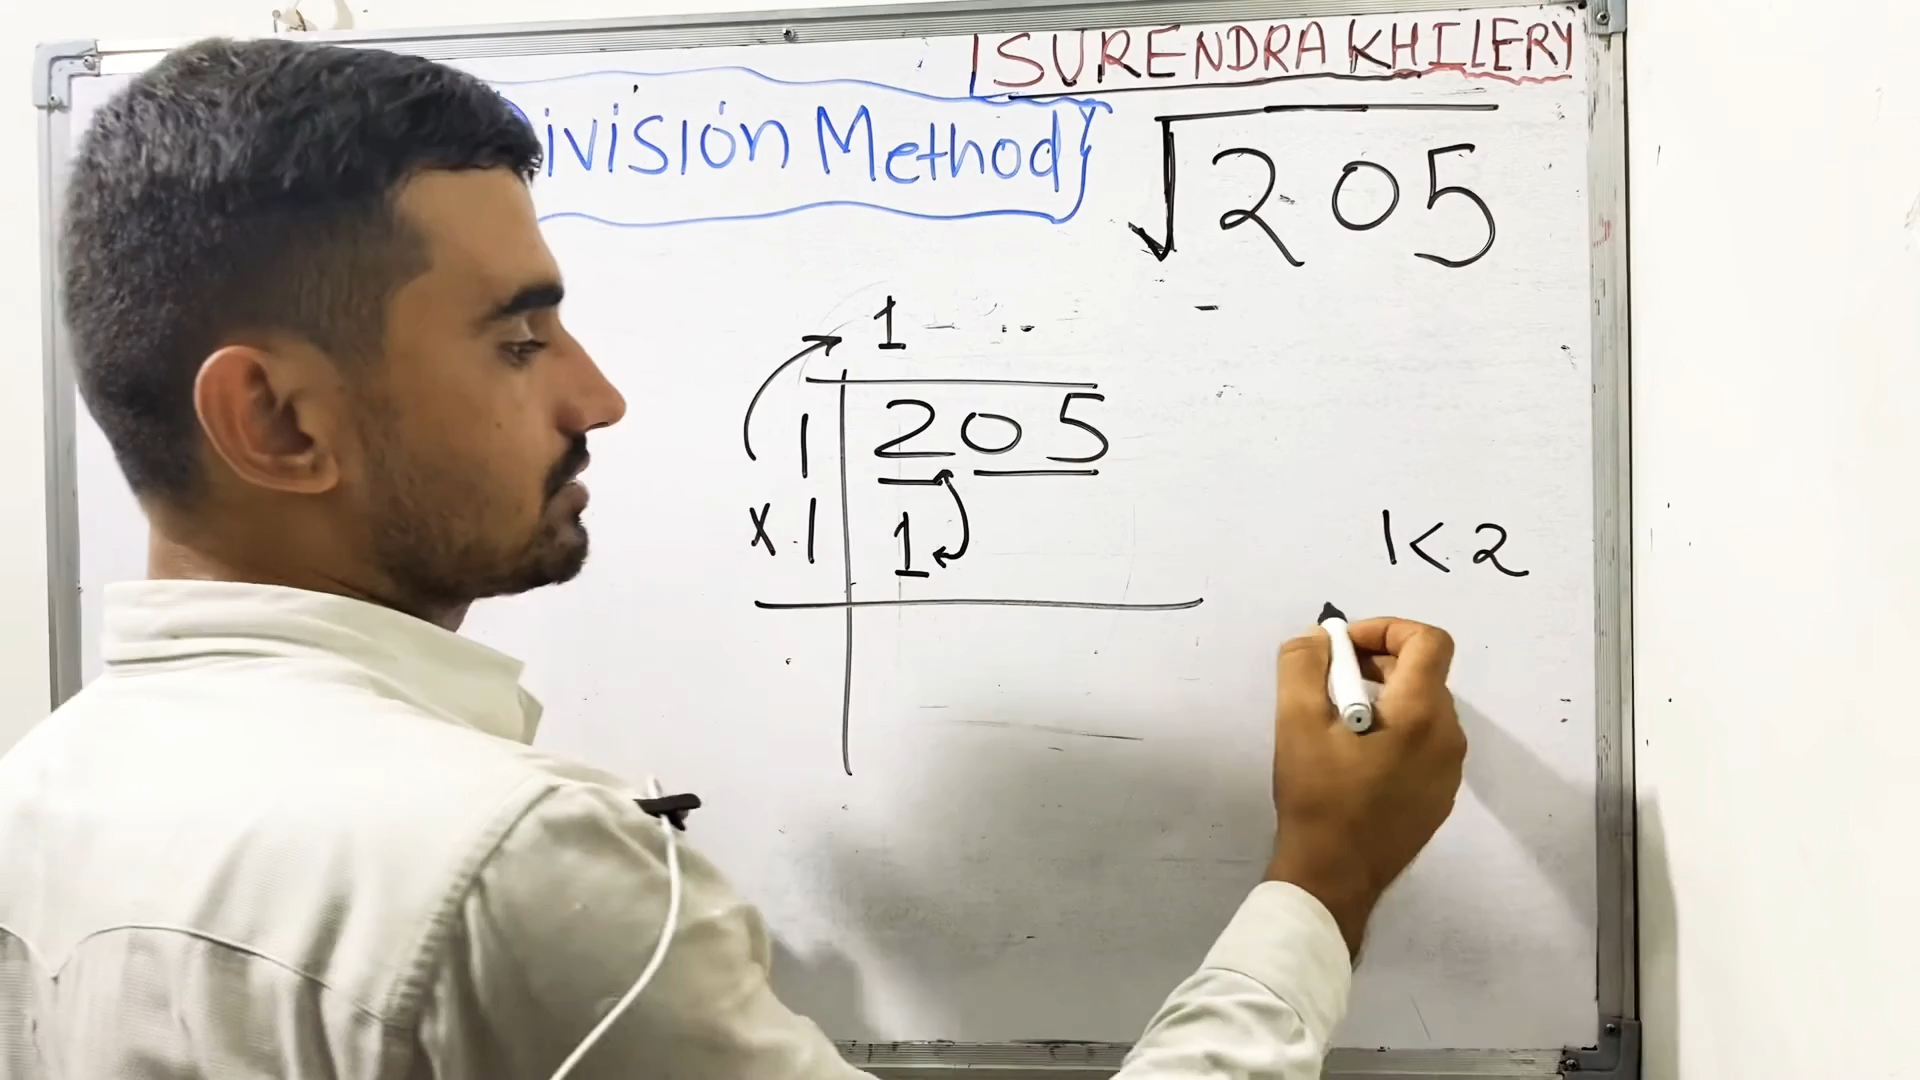 SURENDRA KHILERY
ivision Method
√205
1
1 205
x 1 1
1 < 2